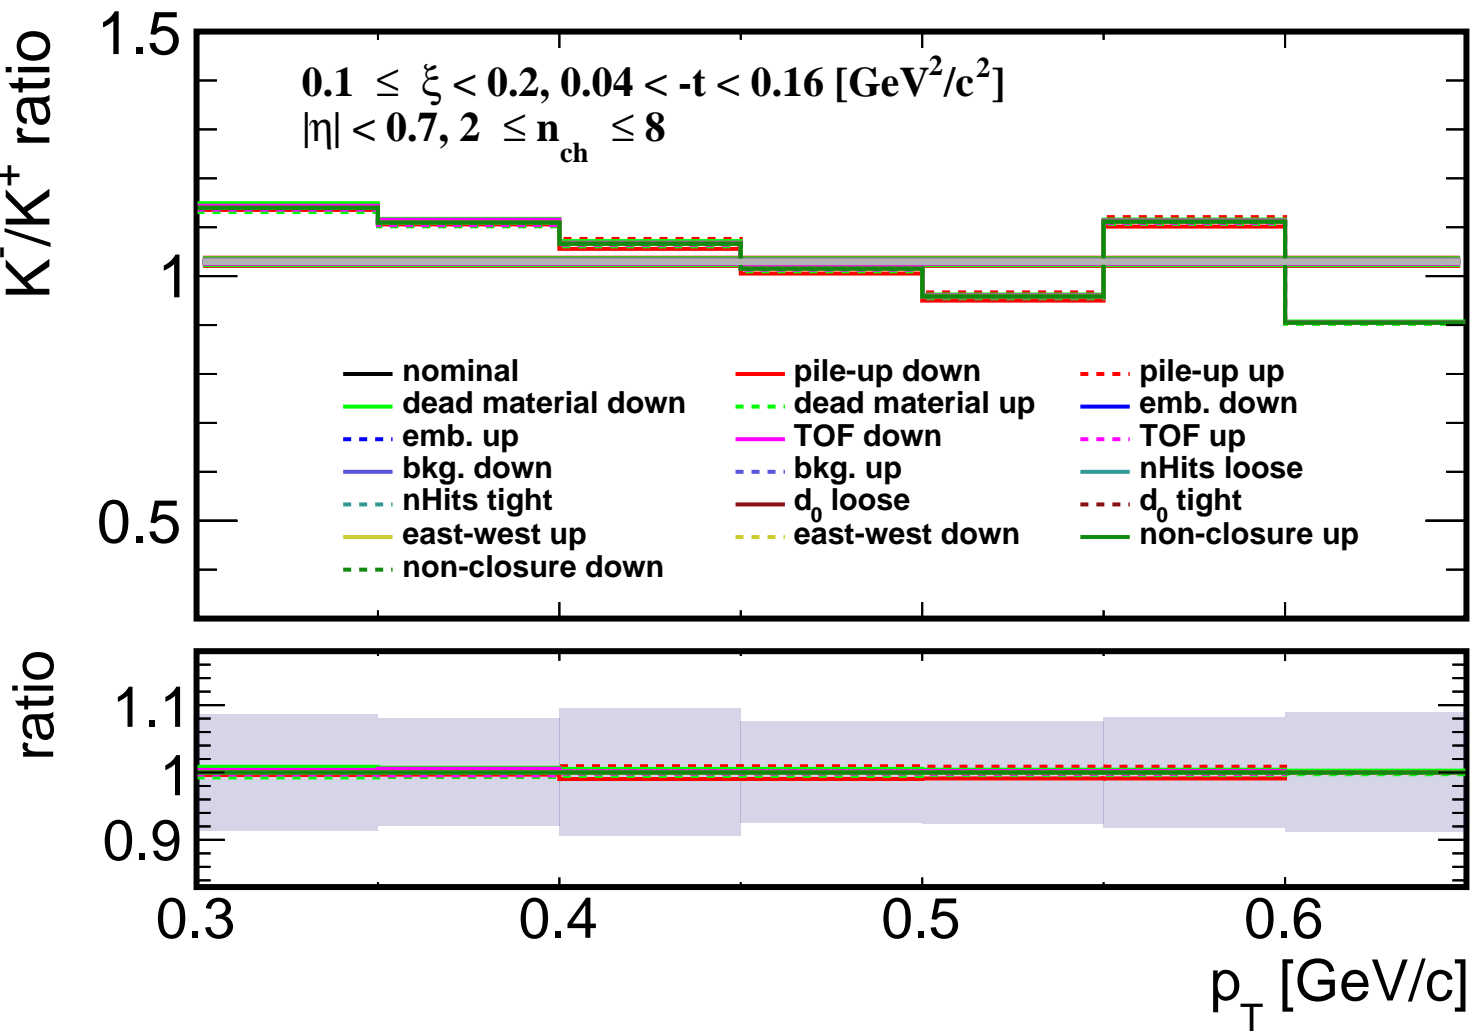 1.5
0.1 ≤ ξ < 0.2, 0.04 < -t < 0.16 [GeV²/c²]
|η| < 0.7, 2 ≤ n_ch ≤ 8
K⁻/K⁺ ratio
1
nominal pile-up down pile-up up
dead material down dead material up emb. down
emb. up TOF down TOF up
bkg. down bkg. up nHits loose
nHits tight d₀ loose d₀ tight
0.5
east-west up east-west down non-closure up
non-closure down
ratio
1.1
1
0.9
0.3 0.4 0.5 0.6
p_T [GeV/c]